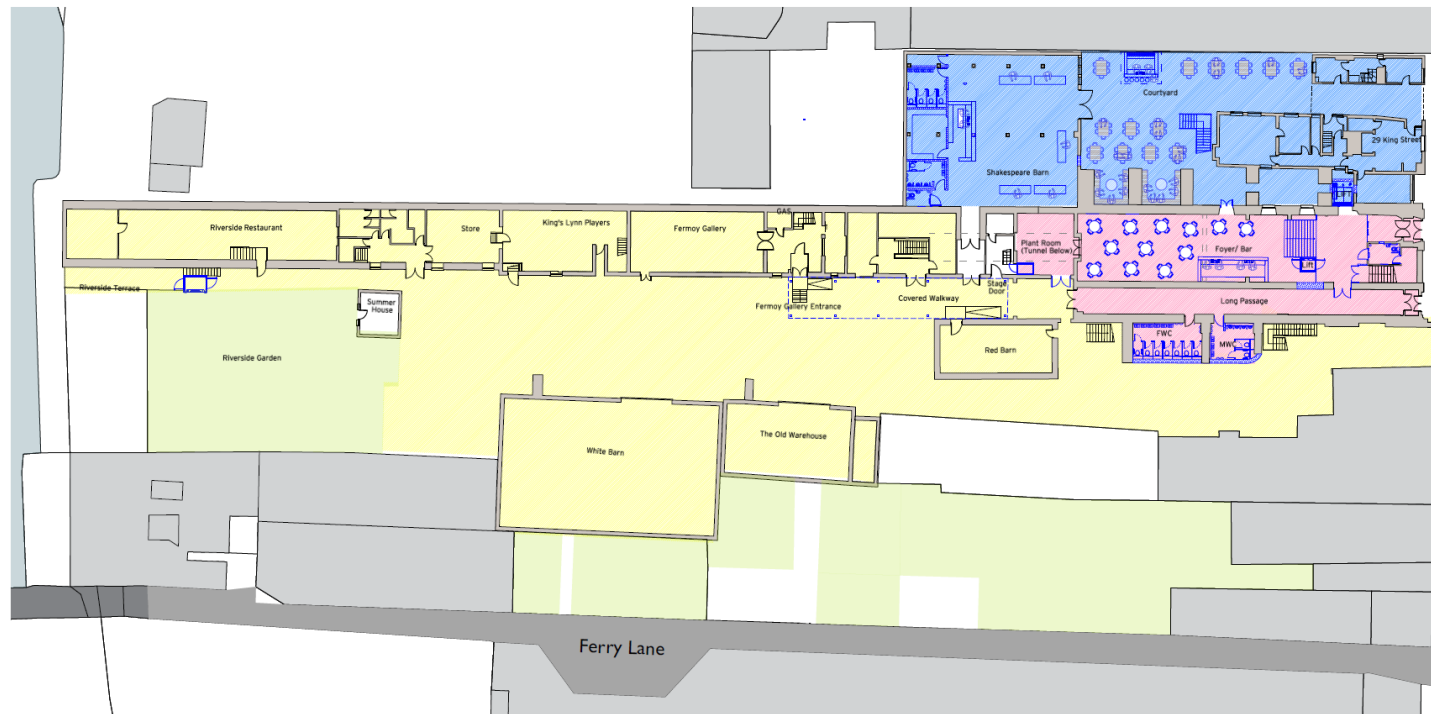 Courtyard
29 King Street
Shakespeare Barn
GAS
Riverside Restaurant
Store
King's Lynn Players
Fermoy Gallery
Plant Room
(Tunnel Below)
Foyer/ Bar
Lift
Riverside Terrace
Summer
House
Fermoy Gallery Entrance
Covered Walkway
Stage
Door
Long Passage
FWC
MWC
Red Barn
Riverside Garden
The Old Warehouse
White Barn
Ferry Lane